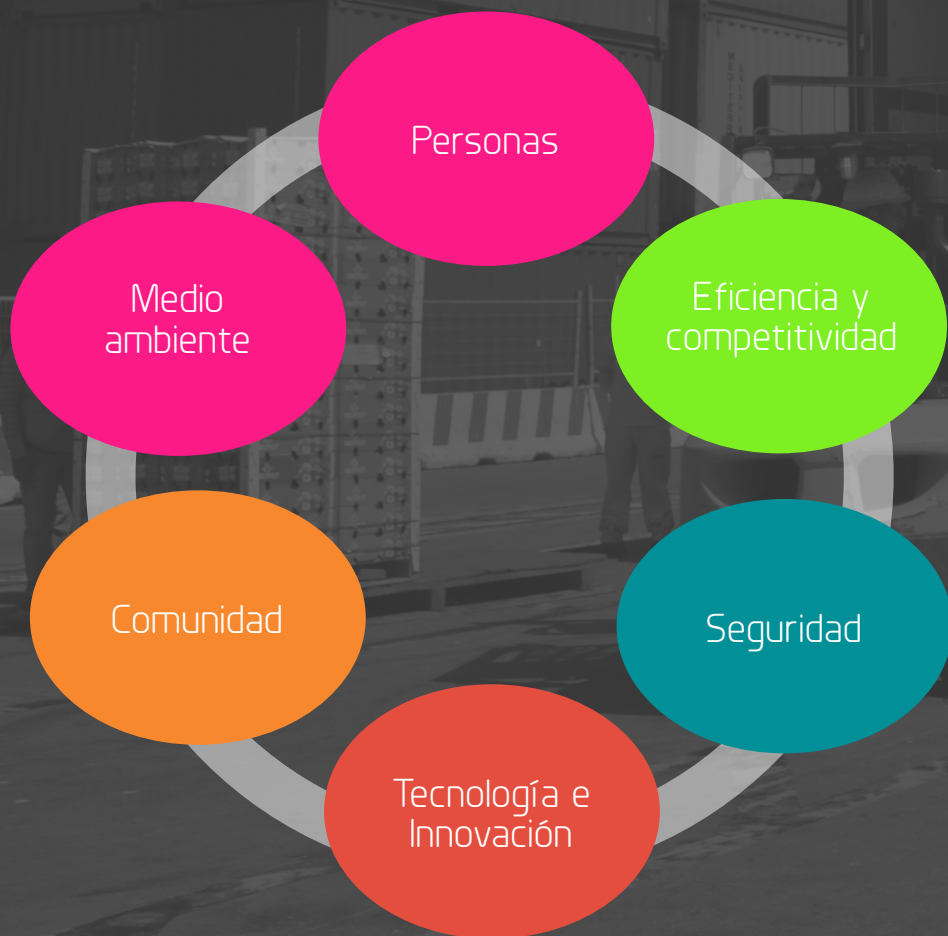 Personas
Eficiencia y
competitividad
Seguridad
Tecnología e
Innovación
Comunidad
Medio
ambiente